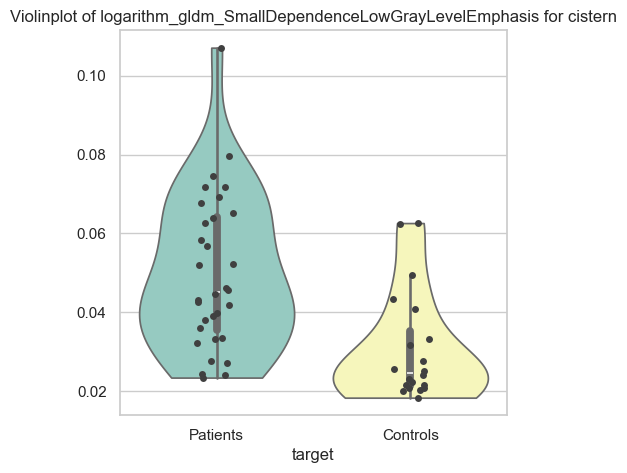 Violinplot of logarithm_gldm_SmallDependenceLowGrayLevelEmphasis for cistern
0.10
0.08
0.06
0.04
0.02
Patients
Controls
target